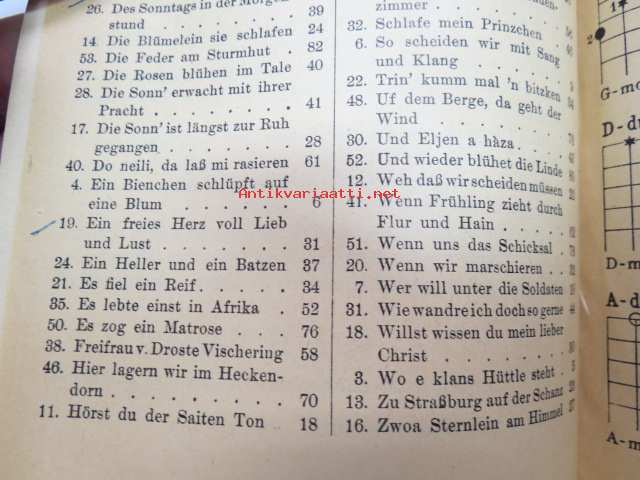 26. Des Sonntags in der Morgen-
stund . . . . . . . 39
14. Die Blümelein sie schlafen 24
53. Die Feder am Sturmhut . 82
27. Die Rosen blühen im Tale 40
28. Die Sonn' erwacht mit ihrer
Pracht . . . . . . . 41
17. Die Sonn' ist längst zur Ruh
gegangen . . . . . . 28
40. Do neili, da laß mi rasieren 61
4. Ein Bienchen schlüpft auf
eine Blum . . . . . 6
19. Ein freies Herz voll Lieb
und Lust . . . . . . 31
24. Ein Heller und ein Batzen 37
21. Es fiel ein Reif . . . . . 34
35. Es lebte einst in Afrika . 52
50. Es zog ein Matrose . . . 76
38. Freifrau v. Droste Vischering 58
46. Hier lagern wir im Hecken-
dorn . . . . . . . . 70
11. Hörst du der Saiten Ton 18
zimmer . . . . . . .
32. Schlafe mein Prinzchen
6. So scheiden wir mit Sang
und Klang . . . . .
22. Trin' kumm mal 'n bitzken
48. Uf dem Berge, da geht der
Wind . . . . . . .
30. Und Eljen a hàza . . . .
52. Und wieder blühet die Linde
12. Weh daß wir scheiden müssen
41. Wenn Frühling zieht durch
Flur und Hain . . . .
51. Wenn uns das Schicksal .
20. Wenn wir marschieren . .
7. Wer will unter die Soldaten
31. Wie wandre ich doch so gerne
18. Willst wissen du mein lieber
Christ . . . . . . .
3. Wo e klans Hüttle steht .
13. Zu Straßburg auf der Schanz
16. Zwoa Sternlein am Himmel
2
G-mo
D-du
D-m
A-d
A-m
Antikvariaatti.net